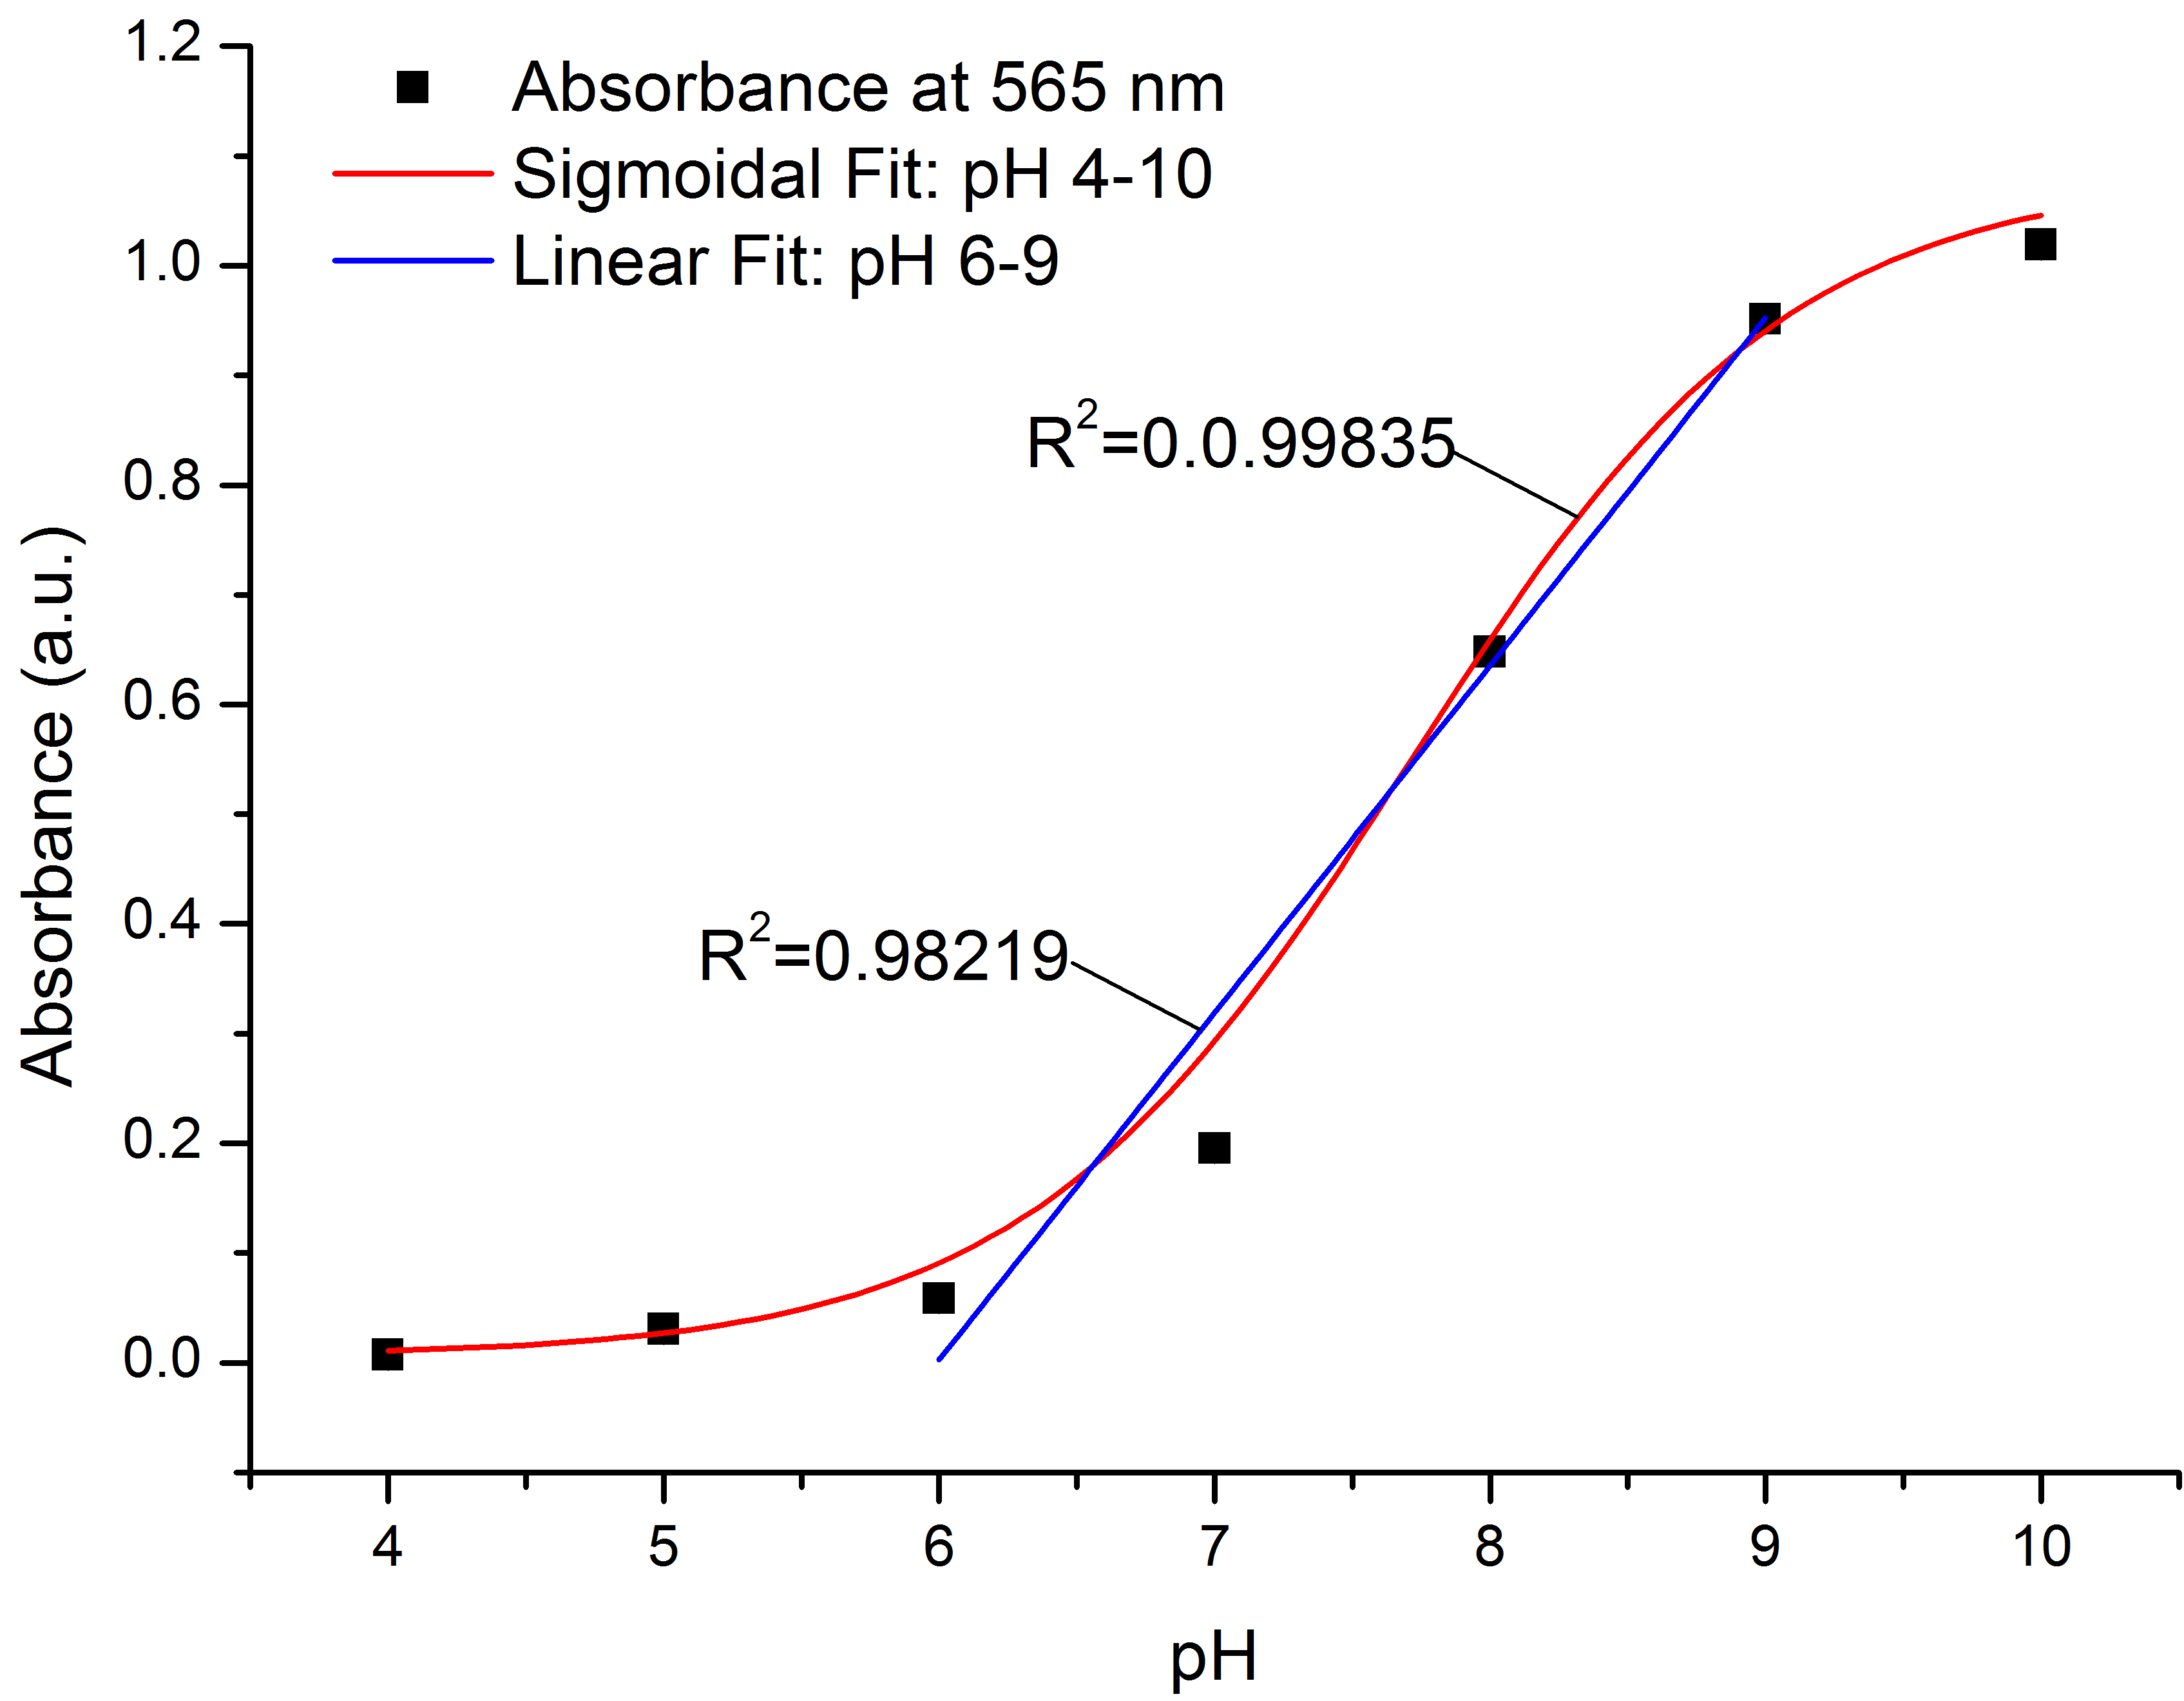 1.2
1.0
0.8
0.6
0.4
0.2
0.0
Absorbance (a.u.)
Absorbance at 565 nm
Sigmoidal Fit: pH 4-10
Linear Fit: pH 6-9
R²=0.0.99835
R²=0.98219
4 5 6 7 8 9 10
pH